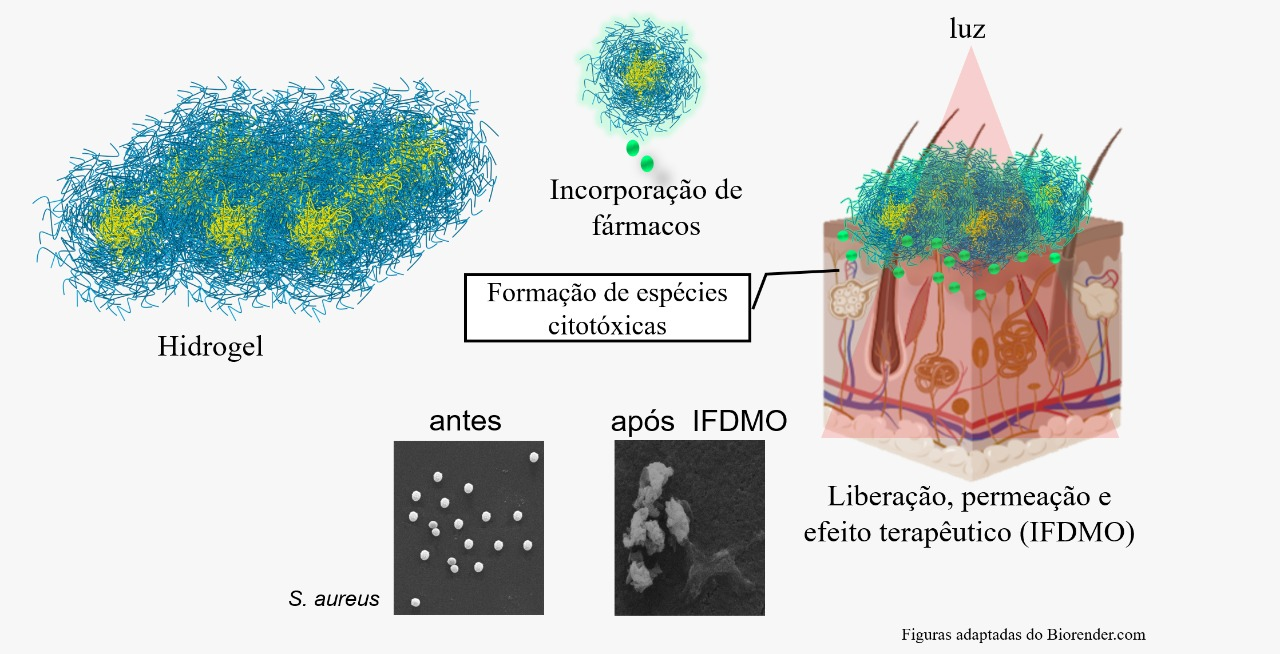 luz
Incorporação de
fármacos
Formação de espécies
citotóxicas
Hidrogel
antes
após IFDMO
S. aureus
Liberação, permeação e
efeito terapêutico (IFDMO)
Figuras adaptadas do Biorender.com